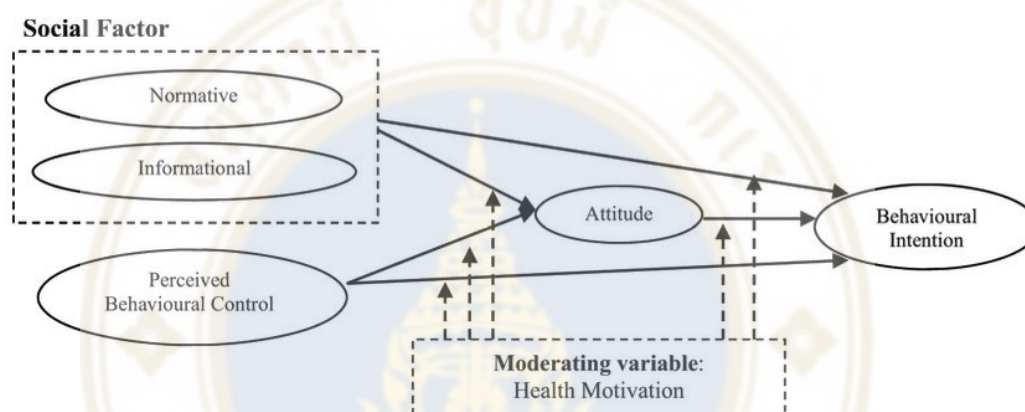 Social Factor
Normative
Informational
Attitude
Behavioural
Intention
Perceived
Behavioural Control
Moderating variable:
Health Motivation